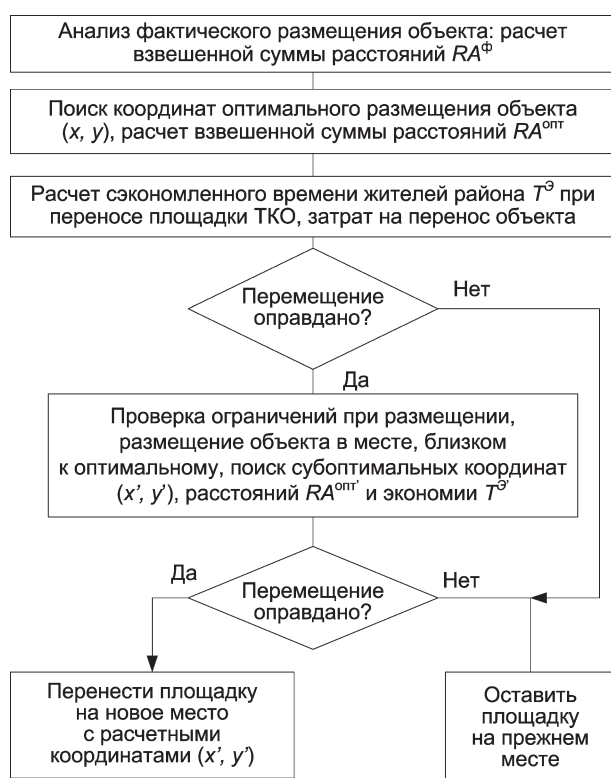 Анализ фактического размещения объекта: расчет
взвешенной суммы расстояний RAᶲ
Поиск координат оптимального размещения объекта
(x, y), расчет взвешенной суммы расстояний RAᵒᵖᵗ
Расчет сэкономленного времени жителей района Tᶟ при
переносе площадки ТКО, затрат на перенос объекта
Перемещение
оправдано?
Нет
Да
Проверка ограничений при размещении,
размещение объекта в месте, близком
к оптимальному, поиск субоптимальных координат
(x’, y’), расстояний RAопт’ и экономии TЭ’
Да
Перемещение
оправдано?
Нет
Перенести площадку
на новое место
с расчетными
координатами (x’, y’)
Оставить
площадку
на прежнем
месте